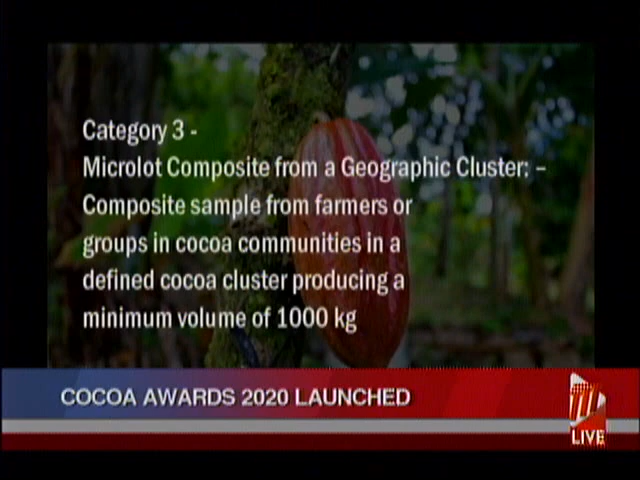 Category 3 -
Microlot Composite from a Geographic Cluster: –
Composite sample from farmers or
groups in cocoa communities in a
defined cocoa cluster producing a
minimum volume of 1000 kg
COCOA AWARDS 2020 LAUNCHED
LIVE